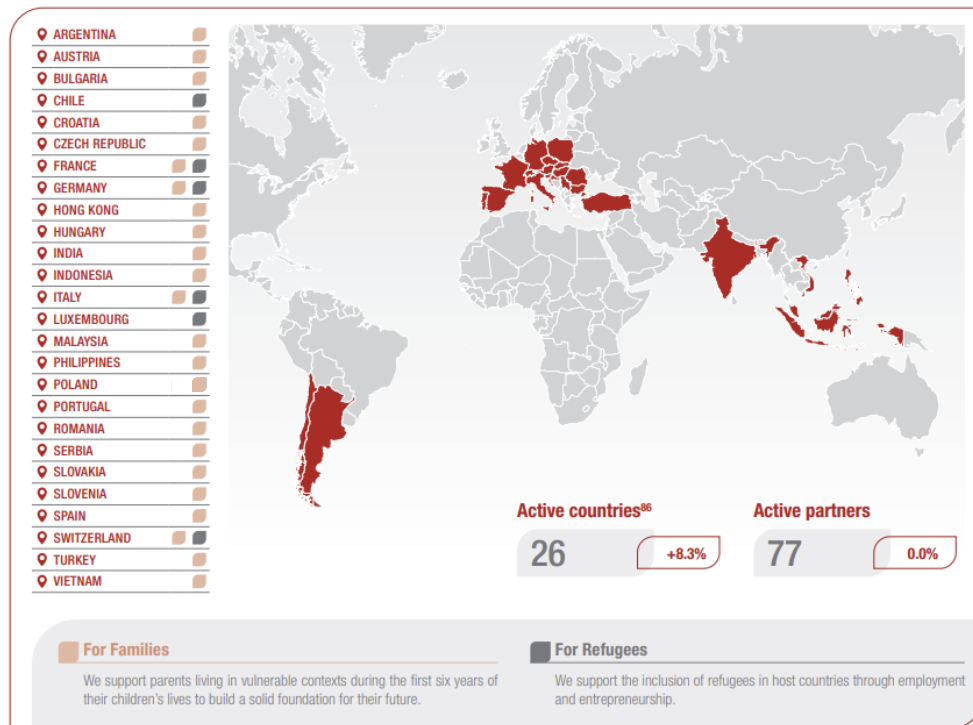 ARGENTINA
AUSTRIA
BULGARIA
CHILE
CROATIA
CZECH REPUBLIC
FRANCE
GERMANY
HONG KONG
HUNGARY
INDIA
INDONESIA
ITALY
LUXEMBOURG
MALAYSIA
PHILIPPINES
POLAND
PORTUGAL
ROMANIA
SERBIA
SLOVAKIA
SLOVENIA
SPAIN
SWITZERLAND
TURKEY
VIETNAM
Active countries⁸⁶
26
+8.3%
Active partners
77
0.0%
For Families
We support parents living in vulnerable contexts during the first six years of
their children's lives to build a solid foundation for their future.
For Refugees
We support the inclusion of refugees in host countries through employment
and entrepreneurship.